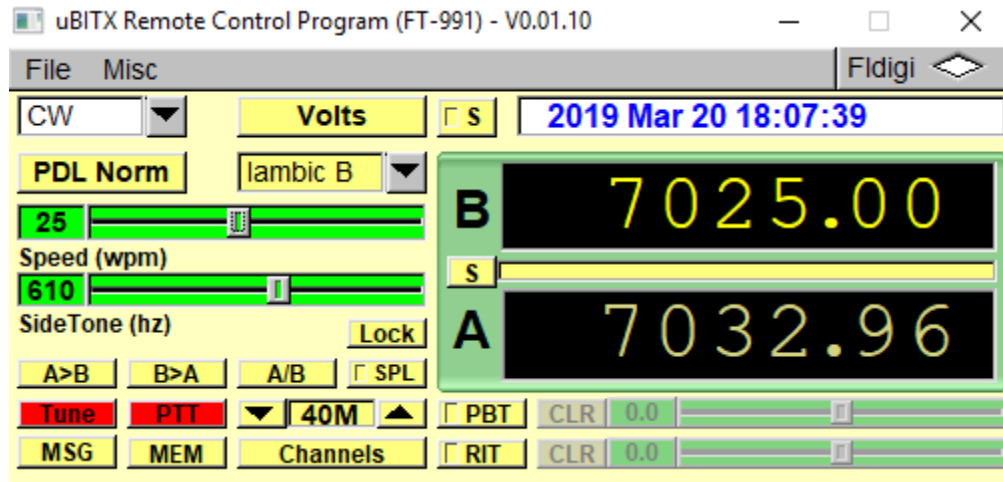 uBITX Remote Control Program (FT-991) - V0.01.10
File Misc Fldigi
CW Volts S 2019 Mar 20 18:07:39
PDL Norm Iambic B
B 7025.00
25
Speed (wpm)
S
610
SideTone (hz)
Lock
A 7032.96
A>B B>A A/B SPL
Tune PTT 40M PBT CLR 0.0
MSG MEM Channels RIT CLR 0.0